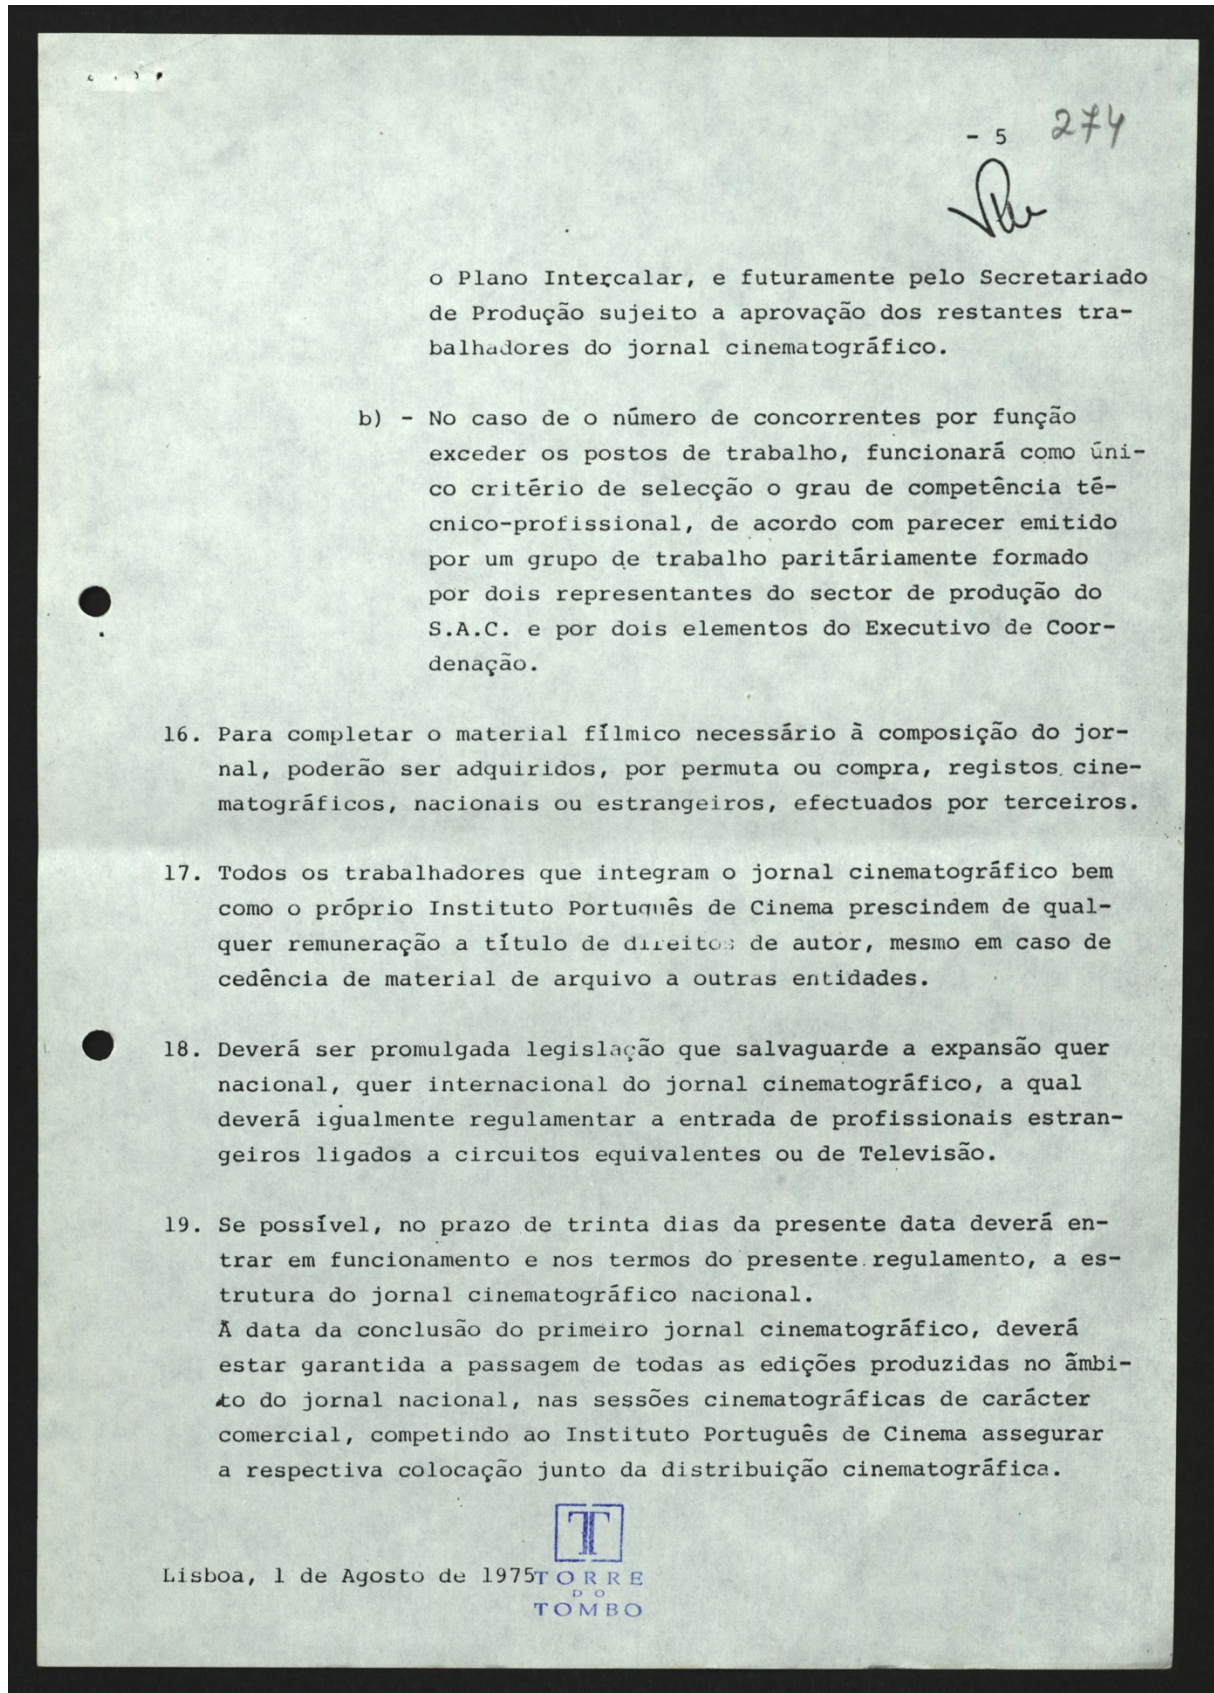 - 5 274
o Plano Intercalar, e futuramente pelo Secretariado
de Produção sujeito a aprovação dos restantes tra-
balhadores do jornal cinematográfico.
b) - No caso de o número de concorrentes por função
exceder os postos de trabalho, funcionará como úni-
co critério de selecção o grau de competência té-
cnico-profissional, de acordo com parecer emitido
por um grupo de trabalho paritáriamente formado
por dois representantes do sector de produção do
S.A.C. e por dois elementos do Executivo de Coor-
denação.
16. Para completar o material fílmico necessário à composição do jor-
nal, poderão ser adquiridos, por permuta ou compra, registos cine-
matográficos, nacionais ou estrangeiros, efectuados por terceiros.
17. Todos os trabalhadores que integram o jornal cinematográfico bem
como o próprio Instituto Português de Cinema prescindem de qual-
quer remuneração a título de direitos de autor, mesmo em caso de
cedência de material de arquivo a outras entidades.
18. Deverá ser promulgada legislação que salvaguarde a expansão quer
nacional, quer internacional do jornal cinematográfico, a qual
deverá igualmente regulamentar a entrada de profissionais estran-
geiros ligados a circuitos equivalentes ou de Televisão.
19. Se possível, no prazo de trinta dias da presente data deverá en-
trar em funcionamento e nos termos do presente regulamento, a es-
trutura do jornal cinematográfico nacional.
À data da conclusão do primeiro jornal cinematográfico, deverá
estar garantida a passagem de todas as edições produzidas no âmbi-
to do jornal nacional, nas sessões cinematográficas de carácter
comercial, competindo ao Instituto Português de Cinema assegurar
a respectiva colocação junto da distribuição cinematográfica.
Lisboa, 1 de Agosto de 1975
T
TORRE
DO
TOMBO